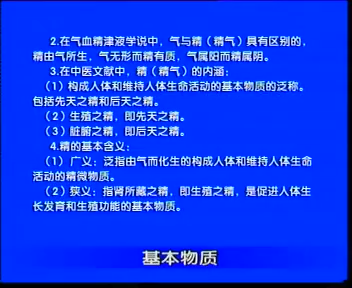 2.在气血精津液学说中，气与精（精气）具有区别的，
精由气所生，气无形而精有质，气属阳而精属阴。
3.在中医文献中，精（精气）的内涵：
（1）构成人体和维持人体生命活动的基本物质的泛称。
包括先天之精和后天之精。
（2）生殖之精，即先天之精。
（3）脏腑之精，即后天之精。
4.精的基本含义：
（1）广义：泛指由气而化生的构成人体和维持人体生命
活动的精微物质。
（2）狭义：指肾所藏之精，即生殖之精，是促进人体生
长发育和生殖功能的基本物质。
基本物质